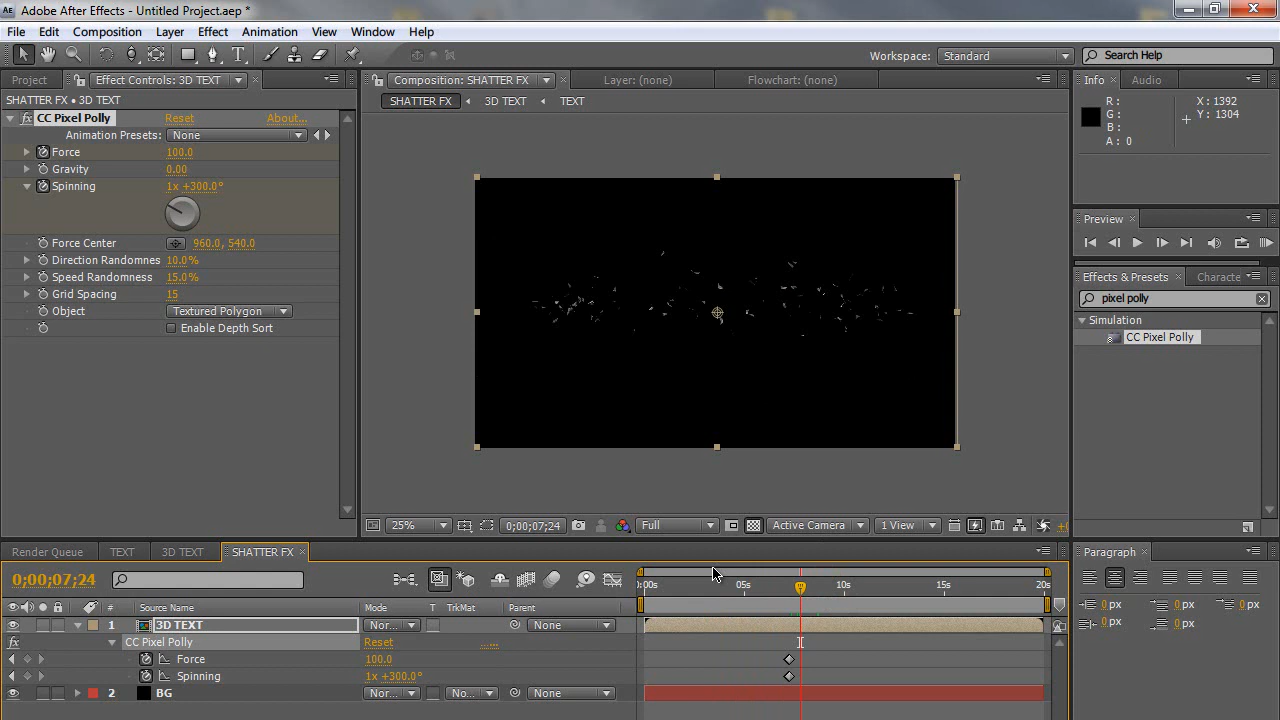 Adobe After Effects - Untitled Project.aep *
File Edit Composition Layer Effect Animation View Window Help
Workspace: Standard Search Help
Project Effect Controls: 3D TEXT Composition: SHATTER FX Layer: (none) Flowchart: (none) Info Audio
SHATTER FX • 3D TEXT
SHATTER FX 3D TEXT TEXT
fx CC Pixel Polly Reset About...
Animation Presets: None
Force 100.0
Gravity 0.00
Spinning 1x +300.0°
Force Center 960.0, 540.0
Direction Randomnes 10.0%
Speed Randomness 15.0%
Grid Spacing 15
Object Textured Polygon
Enable Depth Sort
R: X: 1392
G: Y: 1304
B:
A: 0
Preview
Effects & Presets Characte
pixel polly
Simulation
CC Pixel Polly
25% 0;00;07;24 Full Active Camera 1 View
Render Queue TEXT 3D TEXT SHATTER FX
0;00;07;24
0:00s 05s 10s 15s 20s
# Source Name Mode T TrkMat Parent
1 3D TEXT Nor... None
fx CC Pixel Polly Reset ......
Force 100.0
Spinning 1x +300.0°
2 BG Nor... No... None
Paragraph
0 px 0 px 0 px
0 px 0 px